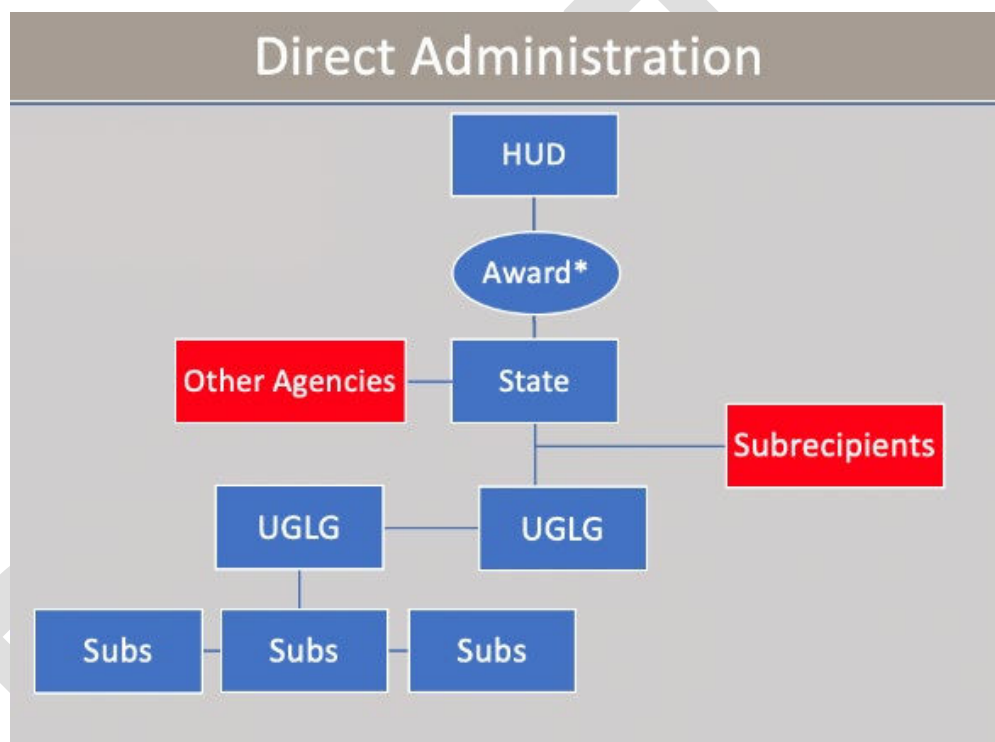 Direct Administration
HUD
Award*
Other Agencies
State
Subrecipients
UGLG
UGLG
Subs
Subs
Subs